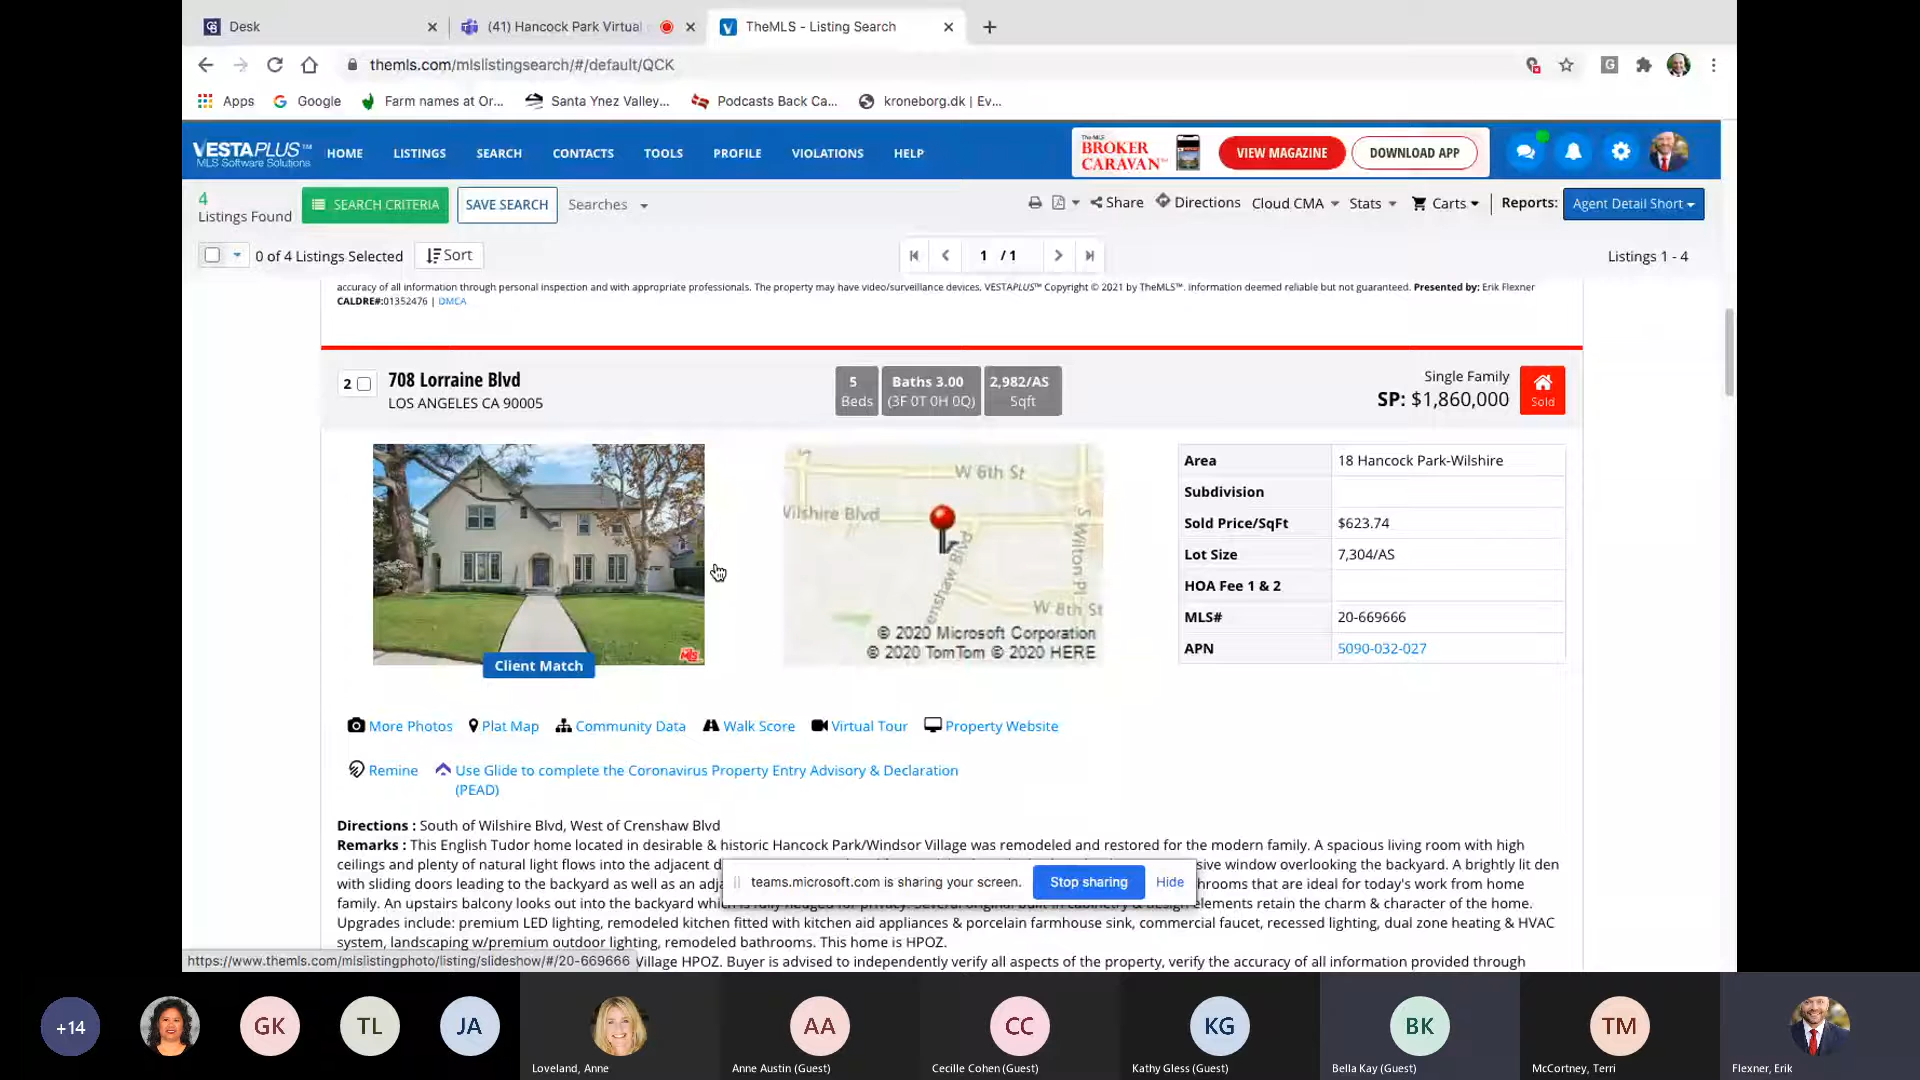 Desk
(41) Hancock Park Virtual
TheMLS - Listing Search
themls.com/mlslistingsearch/#/default/QCK
Apps
Google
Farm names at Or...
Santa Ynez Valley...
Podcasts Back Ca...
kroneborg.dk | Ev...
VESTAPLUS™
MLS Software Solutions
HOME
LISTINGS
SEARCH
CONTACTS
TOOLS
PROFILE
VIOLATIONS
HELP
The MLS
BROKER
CARAVAN™
VIEW MAGAZINE
DOWNLOAD APP
4
Listings Found
SEARCH CRITERIA
SAVE SEARCH
Searches
Share
Directions
Cloud CMA
Stats
Carts
Reports:
Agent Detail Short
0 of 4 Listings Selected
Sort
1 / 1
Listings 1 - 4
accuracy of all information through personal inspection and with appropriate professionals. The property may have video/surveillance devices. VESTAPLUS™ Copyright © 2021 by TheMLS™. Information deemed reliable but not guaranteed. Presented by: Erik Flexner
CALDRE#:01352476 | DMCA
2
708 Lorraine Blvd
LOS ANGELES CA 90005
5
Beds
Baths 3.00
(3F 0T 0H 0Q)
2,982/AS
Sqft
Single Family
SP: $1,860,000
Sold
W 6th St
Wilshire Blvd
S Wilton Pl
enshaw Blvd
W 8th St
© 2020 Microsoft Corporation
© 2020 TomTom © 2020 HERE
Client Match
Area 18 Hancock Park-Wilshire
Subdivision
Sold Price/SqFt $623.74
Lot Size 7,304/AS
HOA Fee 1 & 2
MLS# 20-669666
APN 5090-032-027
More Photos
Plat Map
Community Data
Walk Score
Virtual Tour
Property Website
Remine
Use Glide to complete the Coronavirus Property Entry Advisory & Declaration
(PEAD)
Directions : South of Wilshire Blvd, West of Crenshaw Blvd
Remarks : This English Tudor home located in desirable & historic Hancock Park/Windsor Village was remodeled and restored for the modern family. A spacious living room with high
ceilings and plenty of natural light flows into the adjacent d sive window overlooking the backyard. A brightly lit den
with sliding doors leading to the backyard as well as an adja hrooms that are ideal for today's work from home
family. An upstairs balcony looks out into the backyard elements retain the charm & character of the home.
Upgrades include: premium LED lighting, remodeled kitchen fitted with kitchen aid appliances & porcelain farmhouse sink, commercial faucet, recessed lighting, dual zone heating & HVAC
system, landscaping w/premium outdoor lighting, remodeled bathrooms. This home is HPOZ.
Village HPOZ. Buyer is advised to independently verify all aspects of the property, verify the accuracy of all information provided through
teams.microsoft.com is sharing your screen.
Stop sharing
Hide
https://www.themls.com/mlslistingphoto/listing/slideshow/#/20-669666
+14
GK
TL
JA
Loveland, Anne
AA
Anne Austin (Guest)
CC
Cecille Cohen (Guest)
KG
Kathy Gless (Guest)
BK
Bella Kay (Guest)
TM
McCortney, Terri
Flexner, Erik